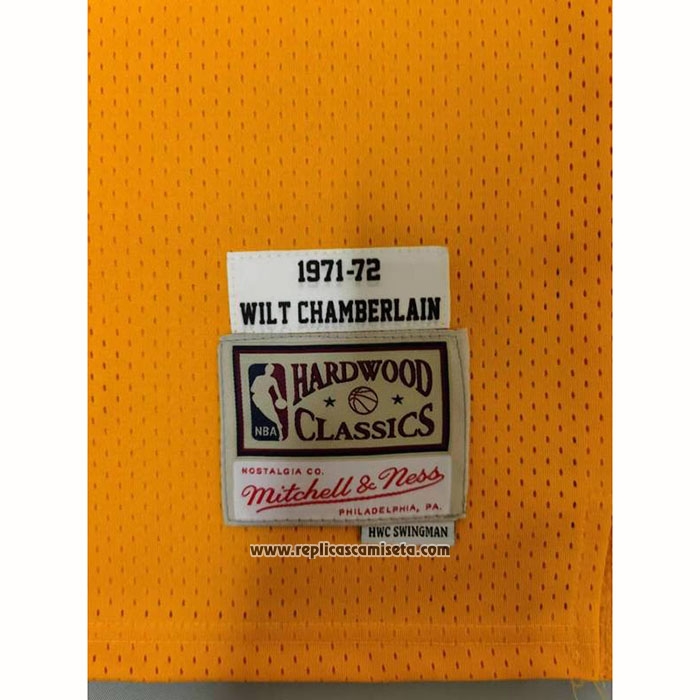 1971-72
WILT CHAMBERLAIN
HARDWOOD
CLASSICS
NBA
NOSTALGIA CO.
Mitchell & Ness
PHILADELPHIA, PA.
HWC SWINGMAN
www.replicascamiseta.com